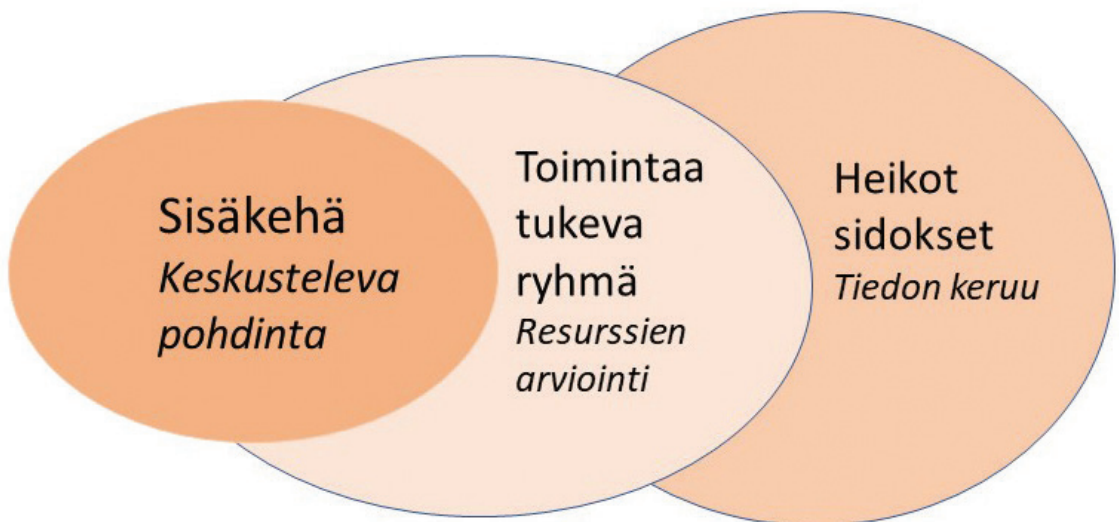 Sisäkehä
Keskusteleva
pohdinta
Toimintaa
tukeva
ryhmä
Resurssien
arviointi
Heikot
sidokset
Tiedon keruu